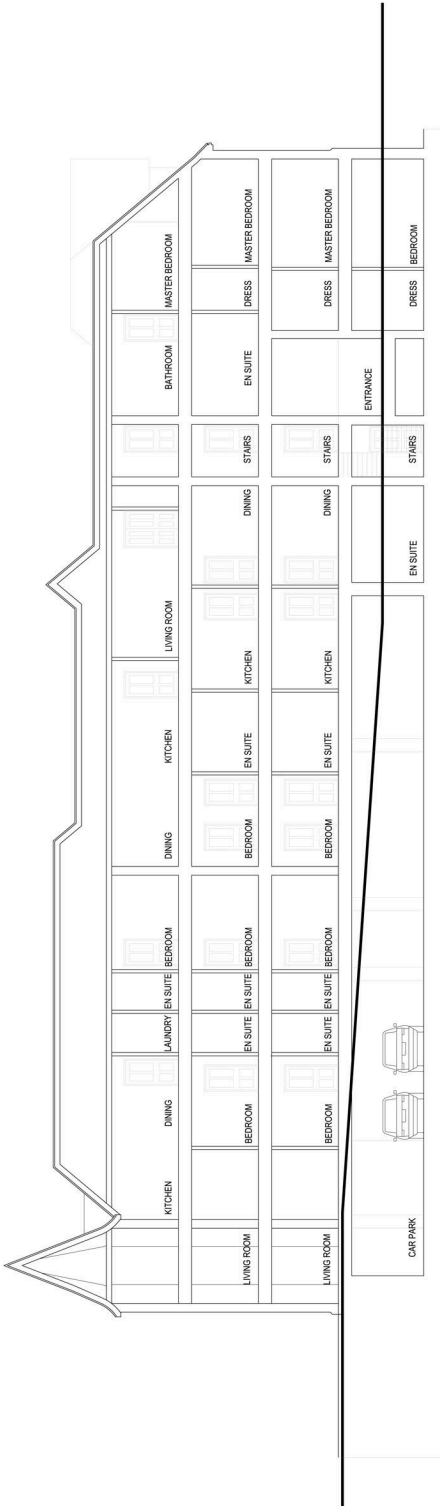 KITCHEN
DINING
LAUNDRY
EN SUITE
BEDROOM
DINING
KITCHEN
LIVING ROOM
BATHROOM
MASTER BEDROOM
LIVING ROOM
BEDROOM
EN SUITE
EN SUITE
BEDROOM
BEDROOM
EN SUITE
KITCHEN
DINING
STAIRS
EN SUITE
DRESS
MASTER BEDROOM
LIVING ROOM
BEDROOM
EN SUITE
EN SUITE
BEDROOM
BEDROOM
EN SUITE
KITCHEN
DINING
STAIRS
DRESS
MASTER BEDROOM
ENTRANCE
CAR PARK
EN SUITE
STAIRS
DRESS
BEDROOM